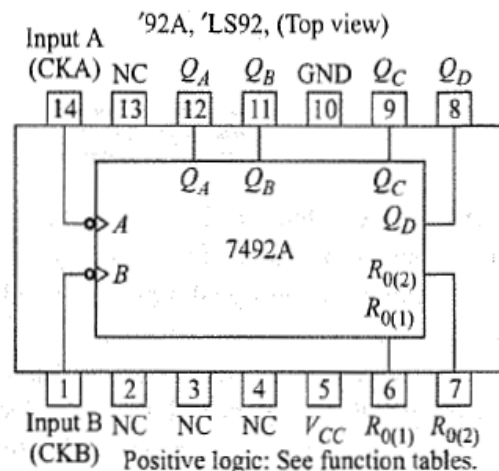 '92A, 'LS92, (Top view)
Input A
(CKA) NC Q_A Q_B GND Q_C Q_D
14 13 12 11 10 9 8
Q_A Q_B Q_C
Q_D
A
7492A
B
R_0(2)
R_0(1)
1 2 3 4 5 6 7
Input B NC NC NC V_CC R_0(1) R_0(2)
(CKB)
Positive logic: See function tables.